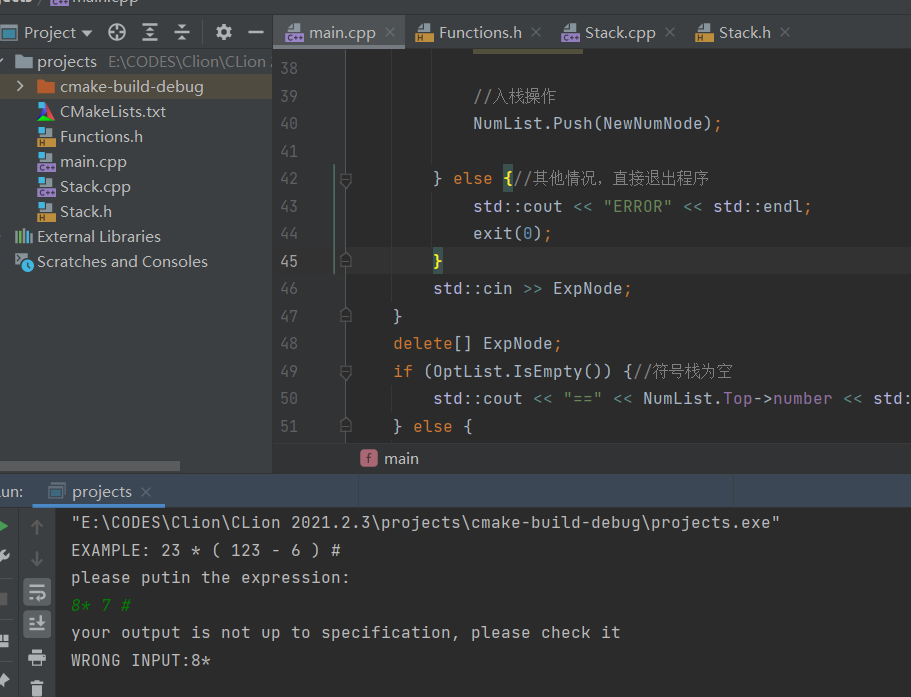 main.cpp
Project
main.cpp
Functions.h
Stack.cpp
Stack.h
projects E:\CODES\Clion\CLion
cmake-build-debug
CMakeLists.txt
Functions.h
main.cpp
Stack.cpp
Stack.h
External Libraries
Scratches and Consoles
38
39 //入栈操作
40 NumList.Push(NewNumNode);
41
42 } else {//其他情况，直接退出程序
43 std::cout << "ERROR" << std::endl;
44 exit(0);
45 }
46 std::cin >> ExpNode;
47 }
48 delete[] ExpNode;
49 if (OptList.IsEmpty()) {//符号栈为空
50 std::cout << "==" << NumList.Top->number << std:
51 } else {
f main
un: projects
"E:\CODES\Clion\CLion 2021.2.3\projects\cmake-build-debug\projects.exe"
EXAMPLE: 23 * ( 123 - 6 ) #
please putin the expression:
8* 7 #
your output is not up to specification, please check it
WRONG INPUT:8*